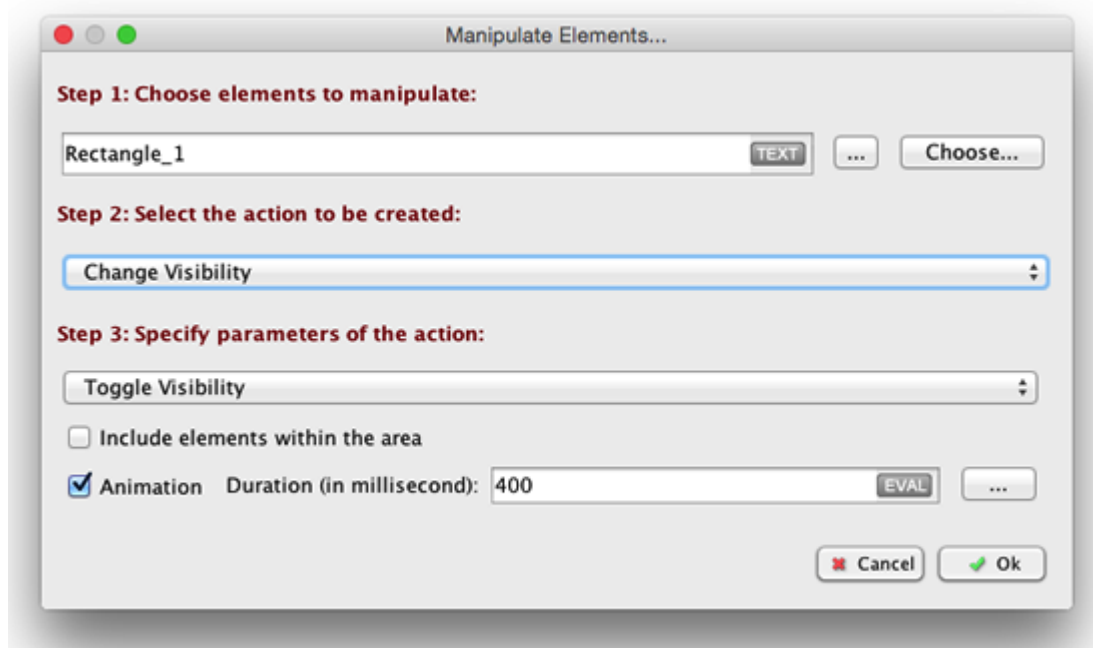 Manipulate Elements...
Step 1: Choose elements to manipulate:
Rectangle_1 TEXT ... Choose...
Step 2: Select the action to be created:
Change Visibility
Step 3: Specify parameters of the action:
Toggle Visibility
Include elements within the area
Animation Duration (in millisecond): 400 EVAL ...
Cancel Ok